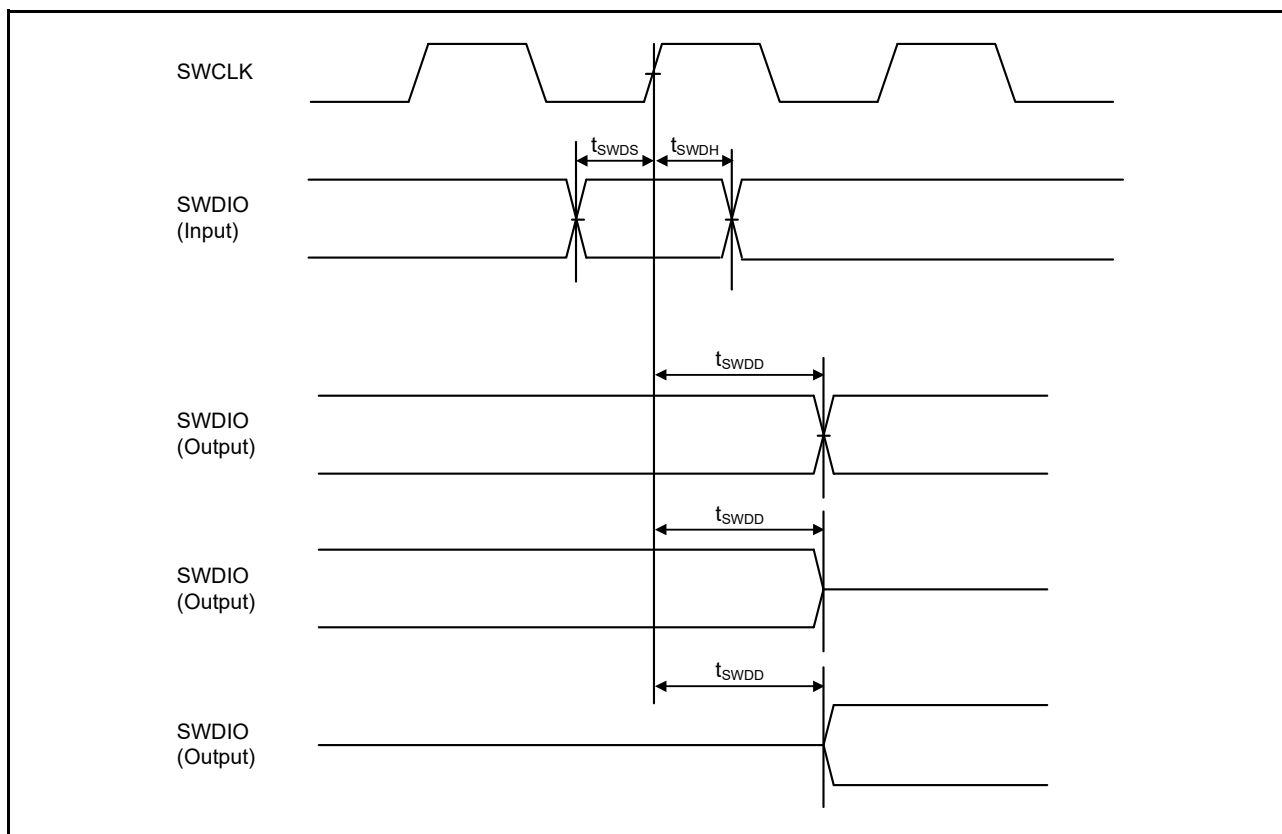 SWCLK
tSWDS
tSWDH
SWDIO
(Input)
tSWDD
SWDIO
(Output)
tSWDD
SWDIO
(Output)
tSWDD
SWDIO
(Output)